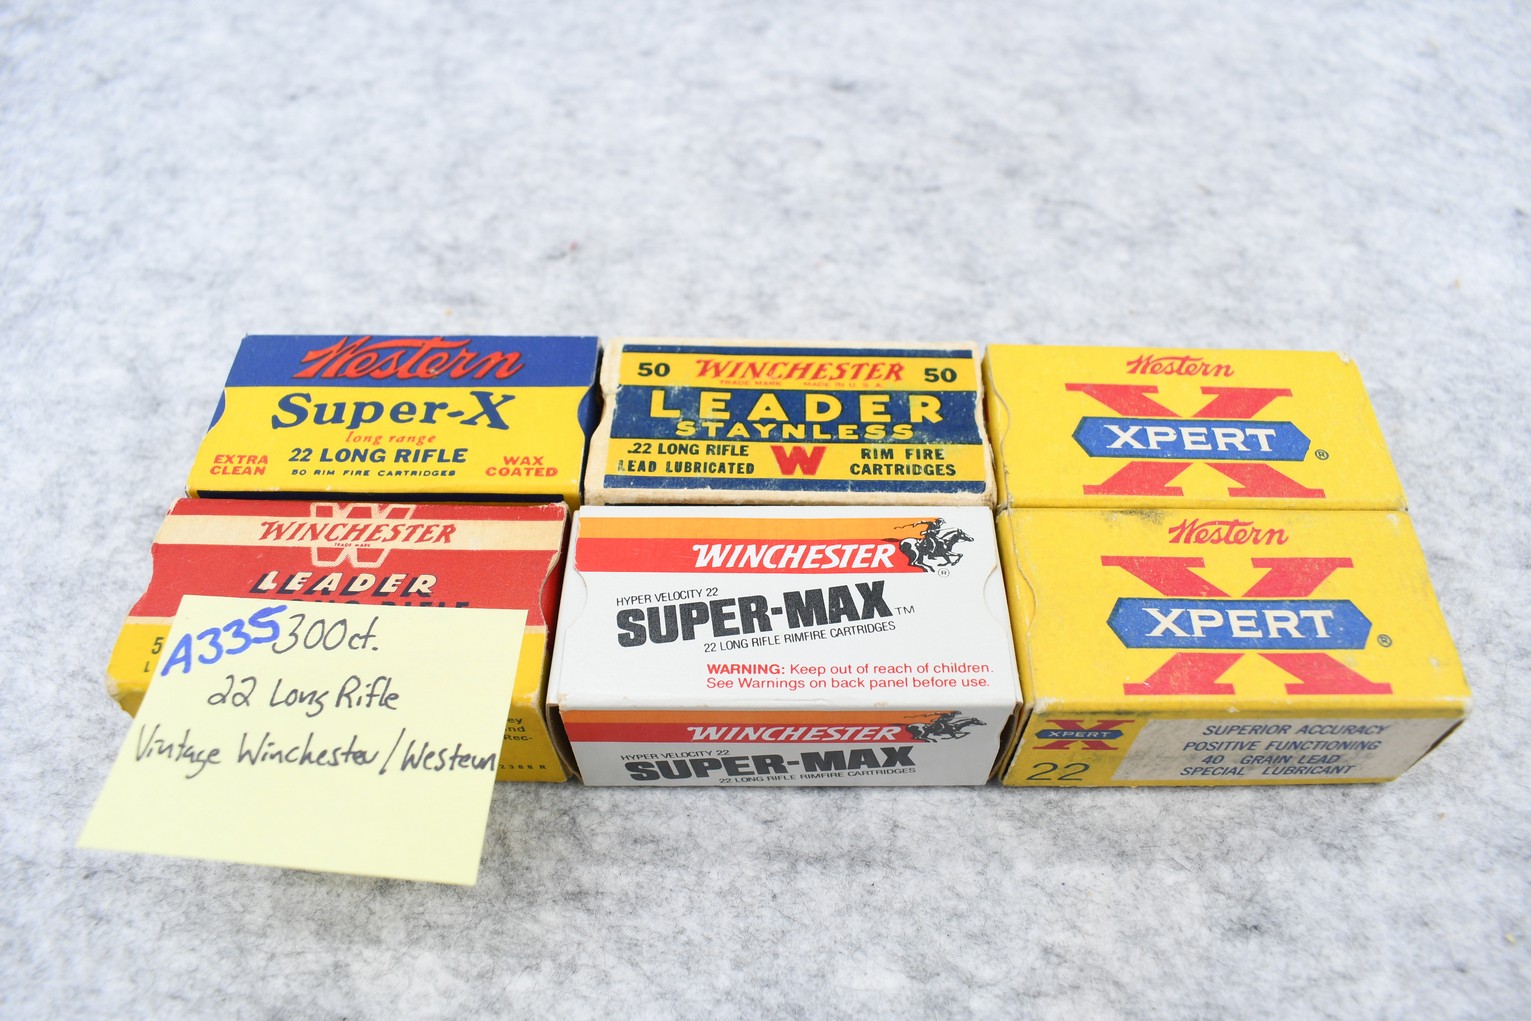 Western
Super-X
long range
22 LONG RIFLE
50 RIM FIRE CARTRIDGES
EXTRA
CLEAN
WAX
COATED
50 WINCHESTER 50
TRADE MARK MADE IN U.S.A.
LEADER
STAYNLESS
.22 LONG RIFLE
LEAD LUBRICATED
W
RIM FIRE
CARTRIDGES
Western
X
XPERT
®
W
WINCHESTER
TRADE MARK
LEADER
5
L
A335 300ct.
22 Long Rifle
Vintage Winchester/Western
WINCHESTER
®
HYPER VELOCITY 22
SUPER-MAX™
22 LONG RIFLE RIMFIRE CARTRIDGES
WARNING: Keep out of reach of children.
See Warnings on back panel before use.
WINCHESTER
HYPER VELOCITY 22
SUPER-MAX
22 LONG RIFLE RIMFIRE CARTRIDGES
Western
X
XPERT
®
X
XPERT
22
SUPERIOR ACCURACY
POSITIVE FUNCTIONING
40 GRAIN LEAD
SPECIAL LUBRICANT